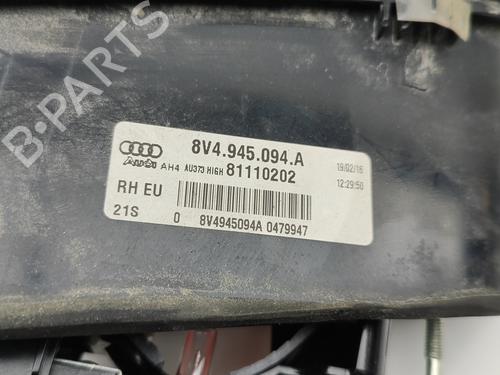 B-Parts
8V4.945.094.A
Audi AH4 AU373 HIGH 81110202
19/02/16
12:29:50
RH EU
21S 0 8V4945094A 0479947